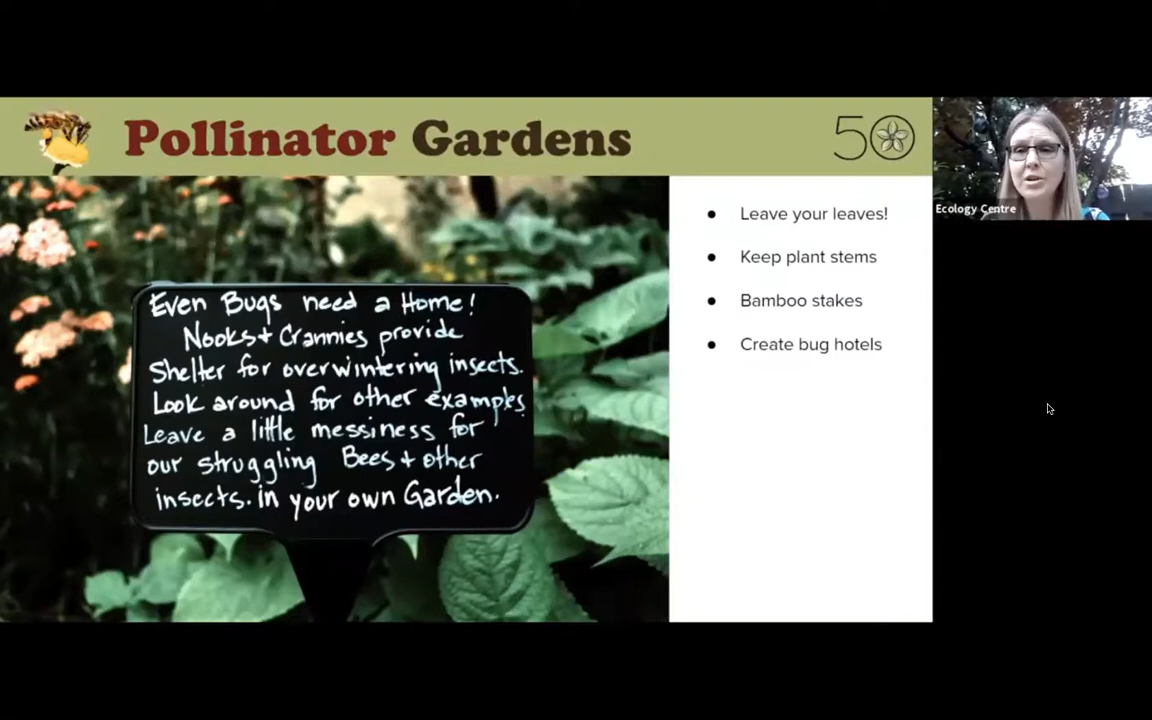 Pollinator Gardens
50
Even Bugs need a Home!
Nooks + Crannies provide
Shelter for overwintering insects.
Look around for other examples
Leave a little messiness for
our struggling Bees + other
insects. in your own Garden.
• Leave your leaves!
• Keep plant stems
• Bamboo stakes
• Create bug hotels
Ecology Centre